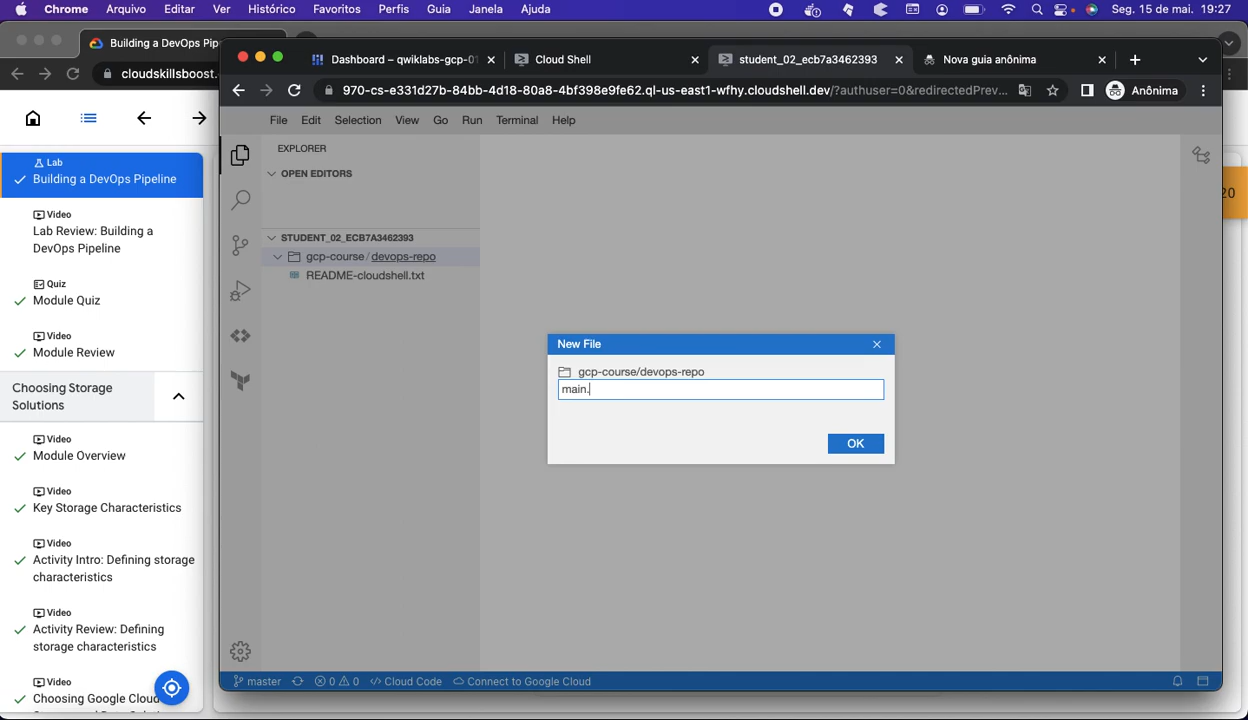 Chrome Arquivo Editar Ver Histórico Favoritos Perfis Guia Janela Ajuda Seg. 15 de mai. 19:27
Building a DevOps Pip
cloudskillsboost.
Dashboard – qwiklabs-gcp-01
Cloud Shell
student_02_ecb7a3462393
Nova guia anônima
970-cs-e331d27b-84bb-4d18-80a8-4bf398e9fe62.ql-us-east1-wfhy.cloudshell.dev/?authuser=0&redirectedPrev...
Anônima
File Edit Selection View Go Run Terminal Help
Lab
Building a DevOps Pipeline
Video
Lab Review: Building a
DevOps Pipeline
Quiz
Module Quiz
Video
Module Review
Choosing Storage
Solutions
Video
Module Overview
Video
Key Storage Characteristics
Video
Activity Intro: Defining storage
characteristics
Video
Activity Review: Defining
storage characteristics
Video
Choosing Google Cloud
EXPLORER
OPEN EDITORS
STUDENT_02_ECB7A3462393
gcp-course/devops-repo
README-cloudshell.txt
New File
gcp-course/devops-repo
main.
OK
20
master 0 0 Cloud Code Connect to Google Cloud